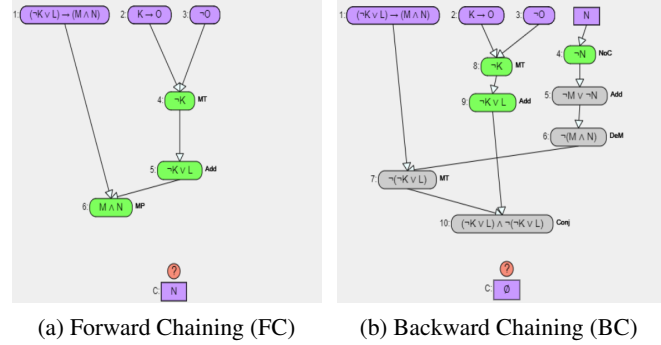 1: (¬K ∨ L) → (M ∧ N)
2: K → O
3: ¬O
4: ¬K MT
5: ¬K ∨ L Add
6: M ∧ N MP
?
C: N
(a) Forward Chaining (FC)
1: (¬K ∨ L) → (M ∧ N)
2: K → O
3: ¬O
N
4: ¬N NoC
8: ¬K MT
5: ¬M ∨ ¬N Add
9: ¬K ∨ L Add
6: ¬(M ∧ N) DeM
7: ¬(¬K ∨ L) MT
10: (¬K ∨ L) ∧ ¬(¬K ∨ L) Conj
?
C: Ø
(b) Backward Chaining (BC)